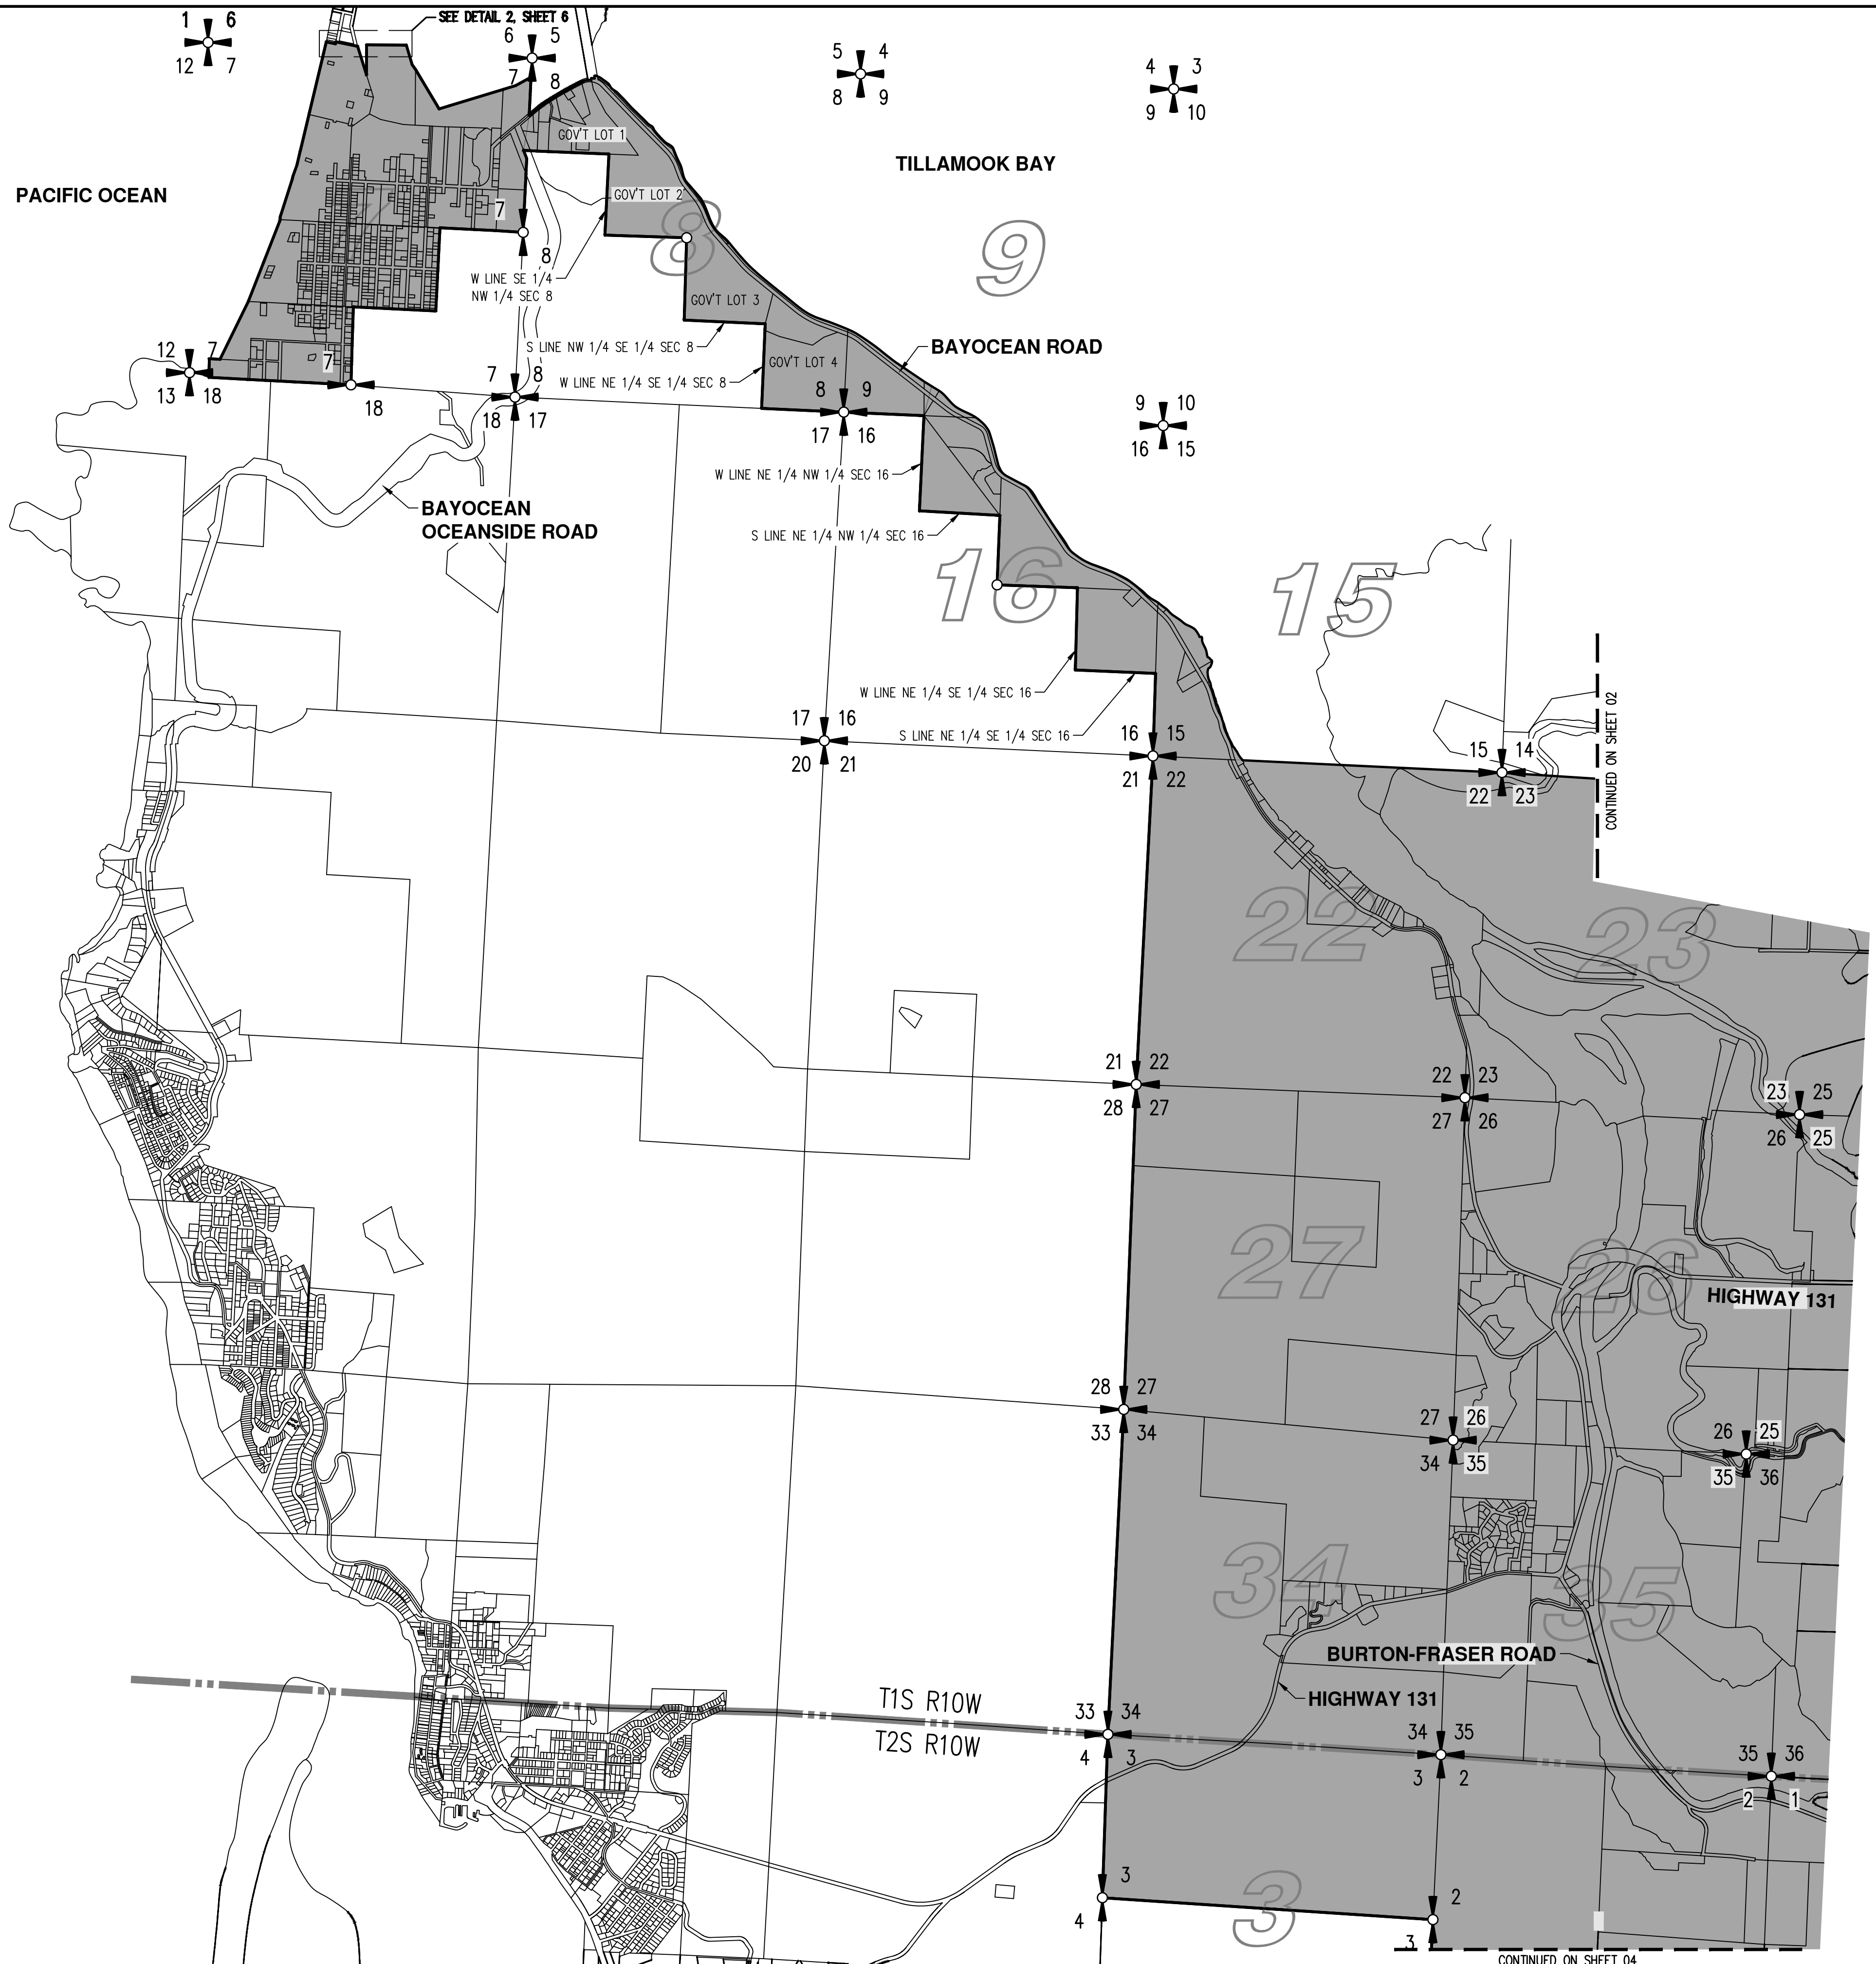 SEE DETAIL 2, SHEET 6
1 6
12 7
6 5
7 8
5 4
8 9
4 3
9 10
GOV'T LOT 1
TILLAMOOK BAY
PACIFIC OCEAN
GOV'T LOT 2
7
7
8
9
8
W LINE SE 1/4
NW 1/4 SEC 8
GOV'T LOT 3
S LINE NW 1/4 SE 1/4 SEC 8
BAYOCEAN ROAD
12 7
13 18
7
18
GOV'T LOT 4
W LINE NE 1/4 SE 1/4 SEC 8
7 8
18 17
8 9
17 16
9 10
16 15
W LINE NE 1/4 NW 1/4 SEC 16
BAYOCEAN
OCEANSIDE ROAD
S LINE NE 1/4 NW 1/4 SEC 16
16
15
W LINE NE 1/4 SE 1/4 SEC 16
S LINE NE 1/4 SE 1/4 SEC 16
CONTINUED ON SHEET 02
17 16
20 21
16 15
21 22
15 14
22 23
22
23
21 22
28 27
22 23
27 26
23 25
26 25
27
26
HIGHWAY 131
28 27
33 34
27 26
34 35
26 25
35 36
34
35
BURTON-FRASER ROAD
HIGHWAY 131
T1S R10W
T2S R10W
33 34
4 3
34 35
3 2
35 36
2 1
3
4
3
2
3
CONTINUED ON SHEET 04